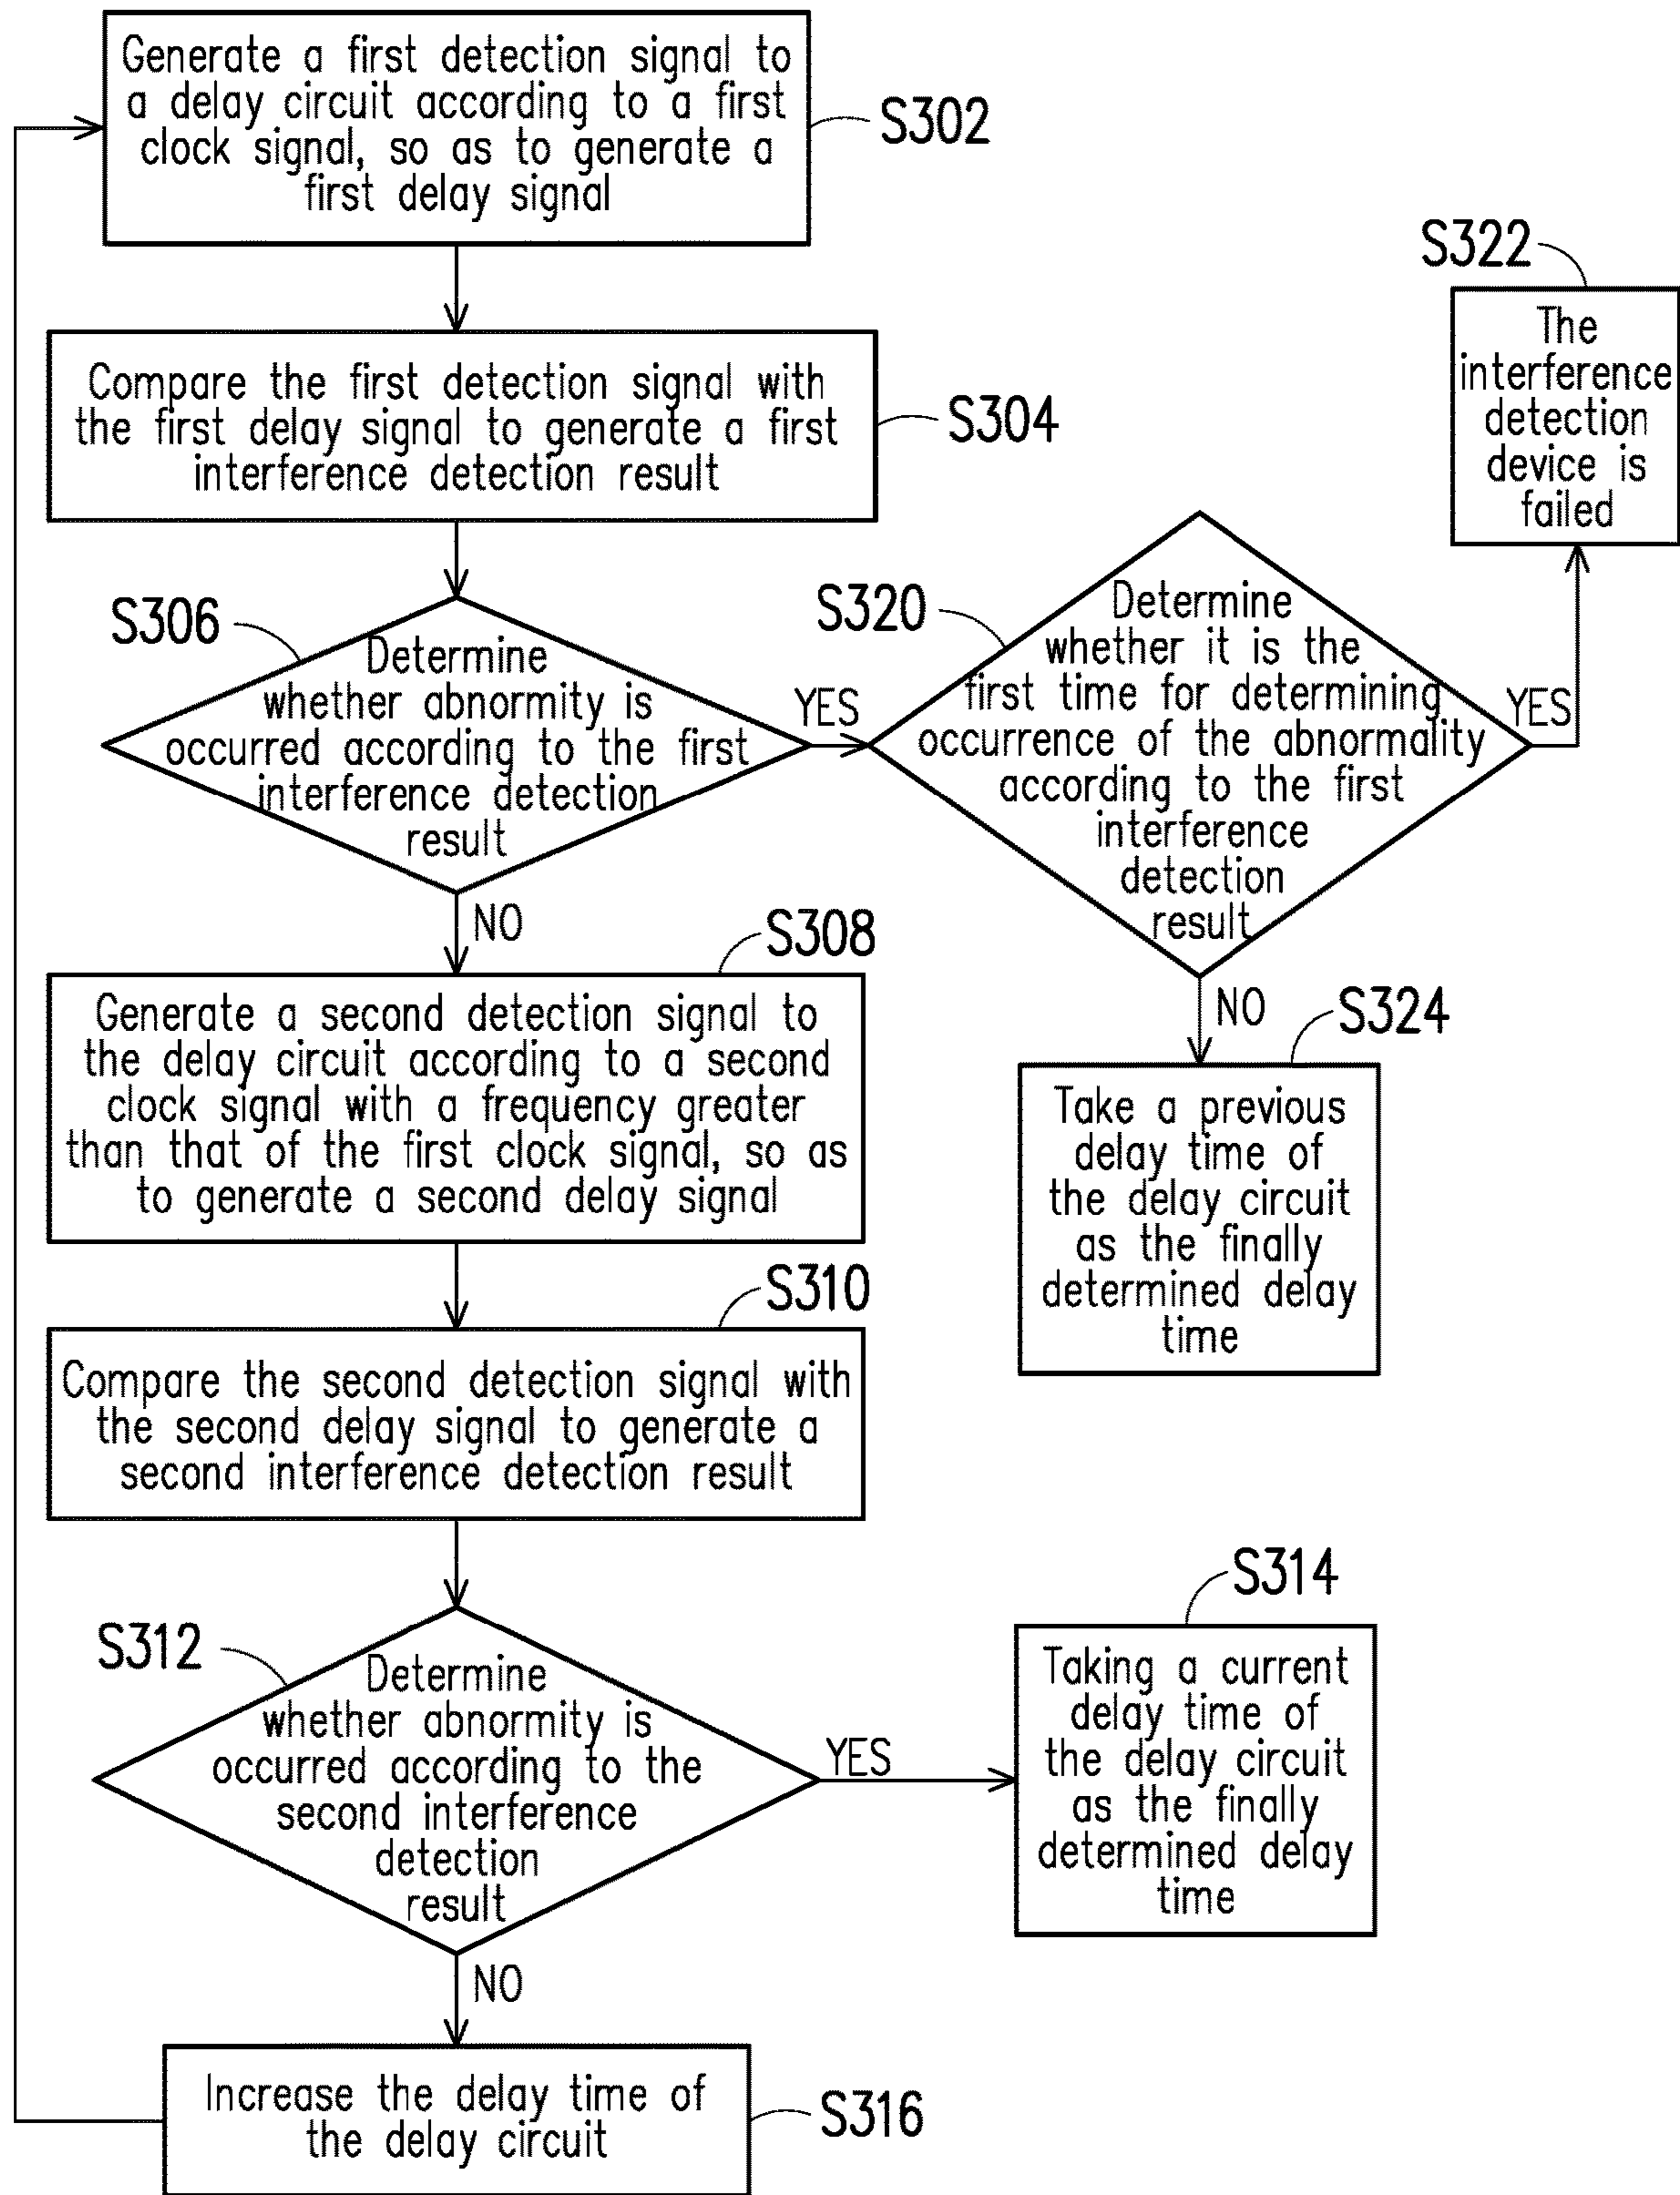 Generate a first detection signal to
a delay circuit according to a first
clock signal, so as to generate a
first delay signal
S302
Compare the first detection signal with
the first delay signal to generate a first
interference detection result
S304
S306
Determine
whether abnormity is
occurred according to the first
interference detection
result
YES
NO
S320
Determine
whether it is the
first time for determining
occurrence of the abnormality
according to the first
interference
detection
result
YES
NO
S322
The
interference
detection
device is
failed
S324
Take a previous
delay time of
the delay circuit
as the finally
determined delay
time
S308
Generate a second detection signal to
the delay circuit according to a second
clock signal with a frequency greater
than that of the first clock signal, so as
to generate a second delay signal
S310
Compare the second detection signal with
the second delay signal to generate a
second interference detection result
S312
Determine
whether abnormity is
occurred according to the
second interference
detection
result
YES
NO
S314
Taking a current
delay time of
the delay circuit
as the finally
determined delay
time
Increase the delay time of
the delay circuit
S316